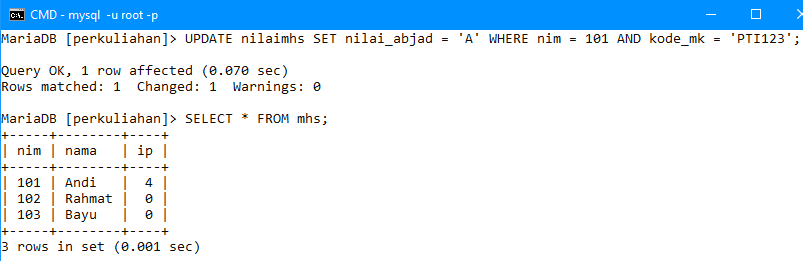 CMD - mysql -u root -p
MariaDB [perkuliahan]> UPDATE nilaimhs SET nilai_abjad = 'A' WHERE nim = 101 AND kode_mk = 'PTI123';
Query OK, 1 row affected (0.070 sec)
Rows matched: 1  Changed: 1  Warnings: 0
MariaDB [perkuliahan]> SELECT * FROM mhs;
+-----+--------+----+
| nim | nama   | ip |
+-----+--------+----+
| 101 | Andi   |  4 |
| 102 | Rahmat |  0 |
| 103 | Bayu   |  0 |
+-----+--------+----+
3 rows in set (0.001 sec)